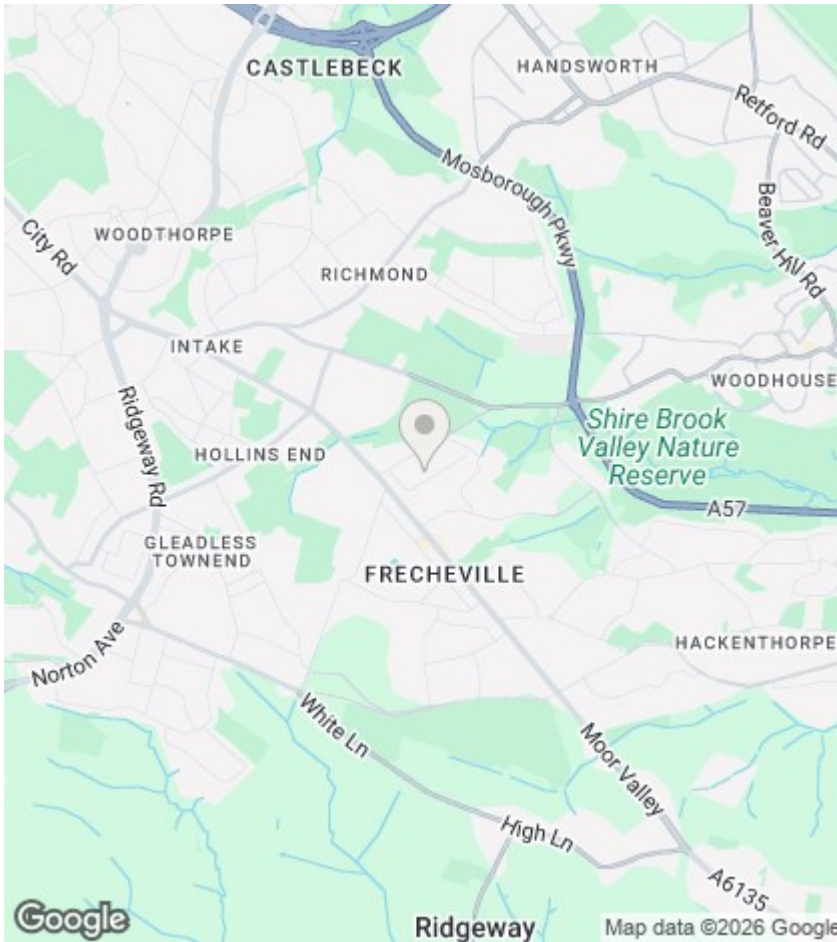 CASTLEBECK
HANDSWORTH
Retford Rd
Mosborough Pkwy
Beaver Hill Rd
City Rd
WOODTHORPE
RICHMOND
INTAKE
WOODHOUSE
Ridgeway Rd
Shire Brook
Valley Nature
Reserve
HOLLINS END
A57
GLEADLESS
TOWNEND
FRECHEVILLE
HACKENTHORPE
Norton Ave
White Ln
Moor Valley
High Ln
A6135
Google
Ridgeway
Map data ©2026 Google